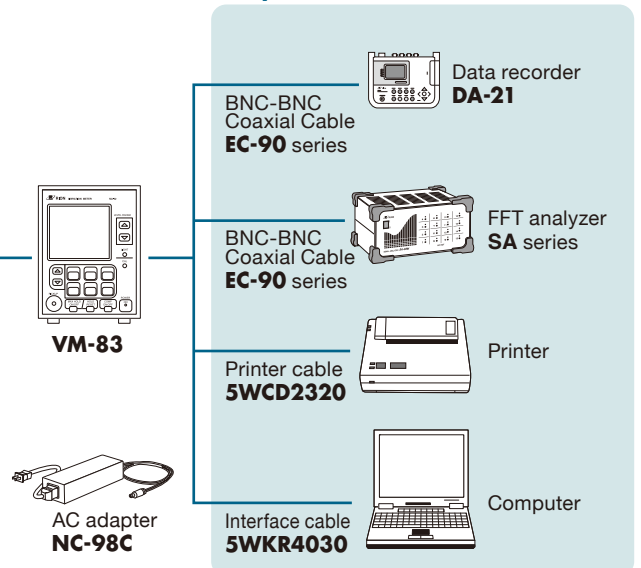 Data recorder
DA-21
BNC-BNC
Coaxial Cable
EC-90 series
FFT analyzer
SA series
BNC-BNC
Coaxial Cable
EC-90 series
VM-83
Printer
Printer cable
5WCD2320
Computer
Interface cable
5WKR4030
AC adapter
NC-98C